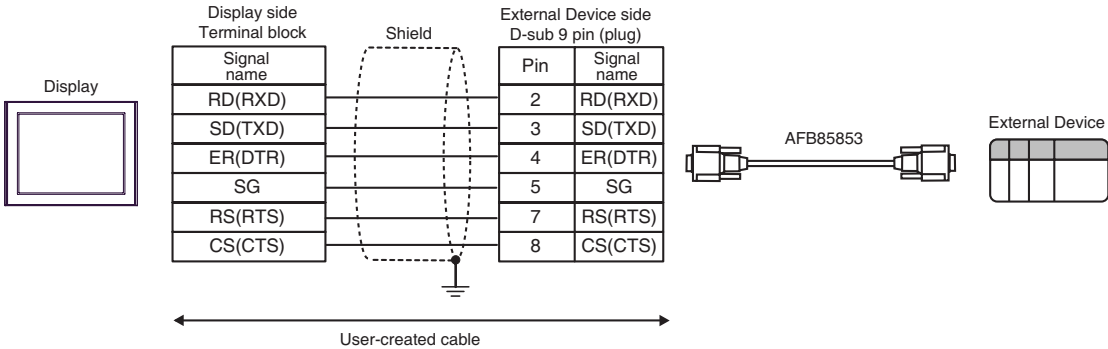 Display side
Terminal block
Shield
External Device side
D-sub 9 pin (plug)
Signal
name
Pin
Signal
name
Display
RD(RXD)
2
RD(RXD)
SD(TXD)
3
SD(TXD)
AFB85853
External Device
ER(DTR)
4
ER(DTR)
SG
5
SG
RS(RTS)
7
RS(RTS)
CS(CTS)
8
CS(CTS)
User-created cable